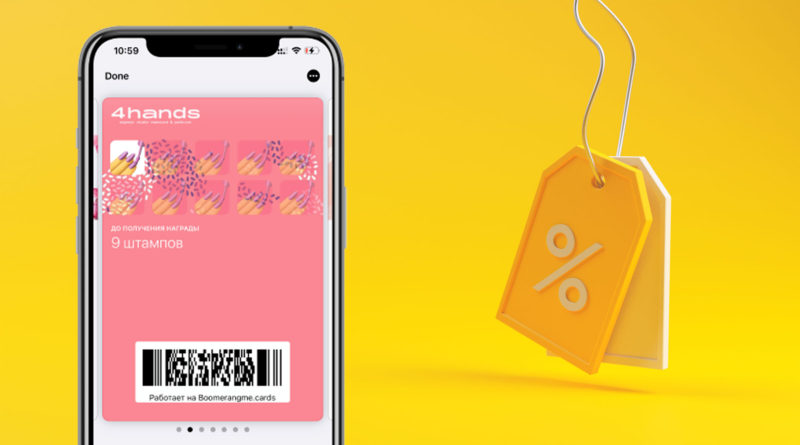 10:59
Done
4hands
ДО ПОЛУЧЕНИЯ НАГРАДЫ
9 штампов
Работает на Boomerangme.cards
%